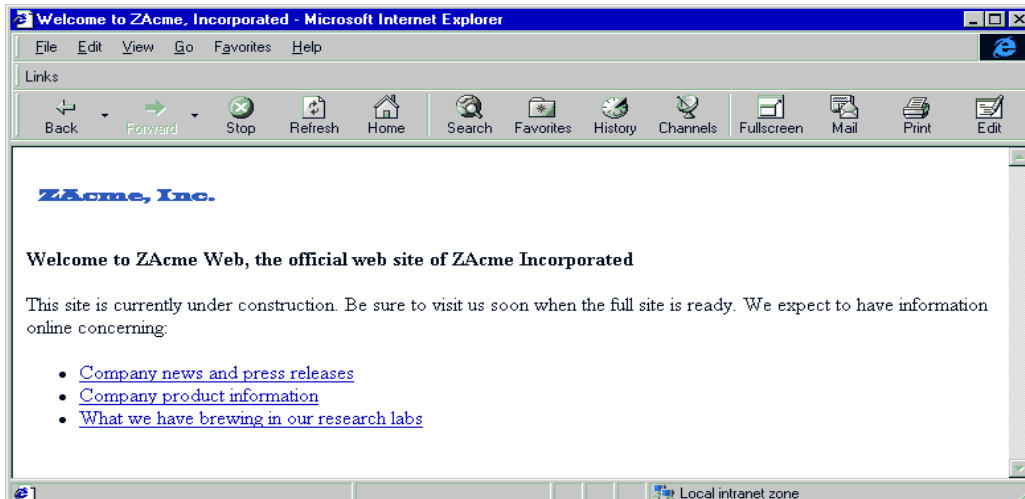 Welcome to ZAcme, Incorporated - Microsoft Internet Explorer
File Edit View Go Favorites Help
Links
Back Forward Stop Refresh Home Search Favorites History Channels Fullscreen Mail Print Edit
ZAcme, Inc.
Welcome to ZAcme Web, the official web site of ZAcme Incorporated
This site is currently under construction. Be sure to visit us soon when the full site is ready. We expect to have information
online concerning:
• Company news and press releases
• Company product information
• What we have brewing in our research labs
Local intranet zone